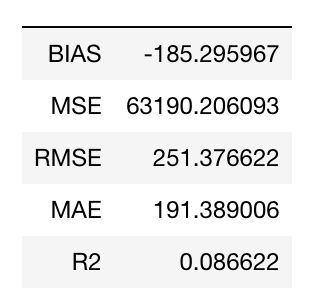 BIAS -185.295967
MSE 63190.206093
RMSE 251.376622
MAE 191.389006
R2 0.086622